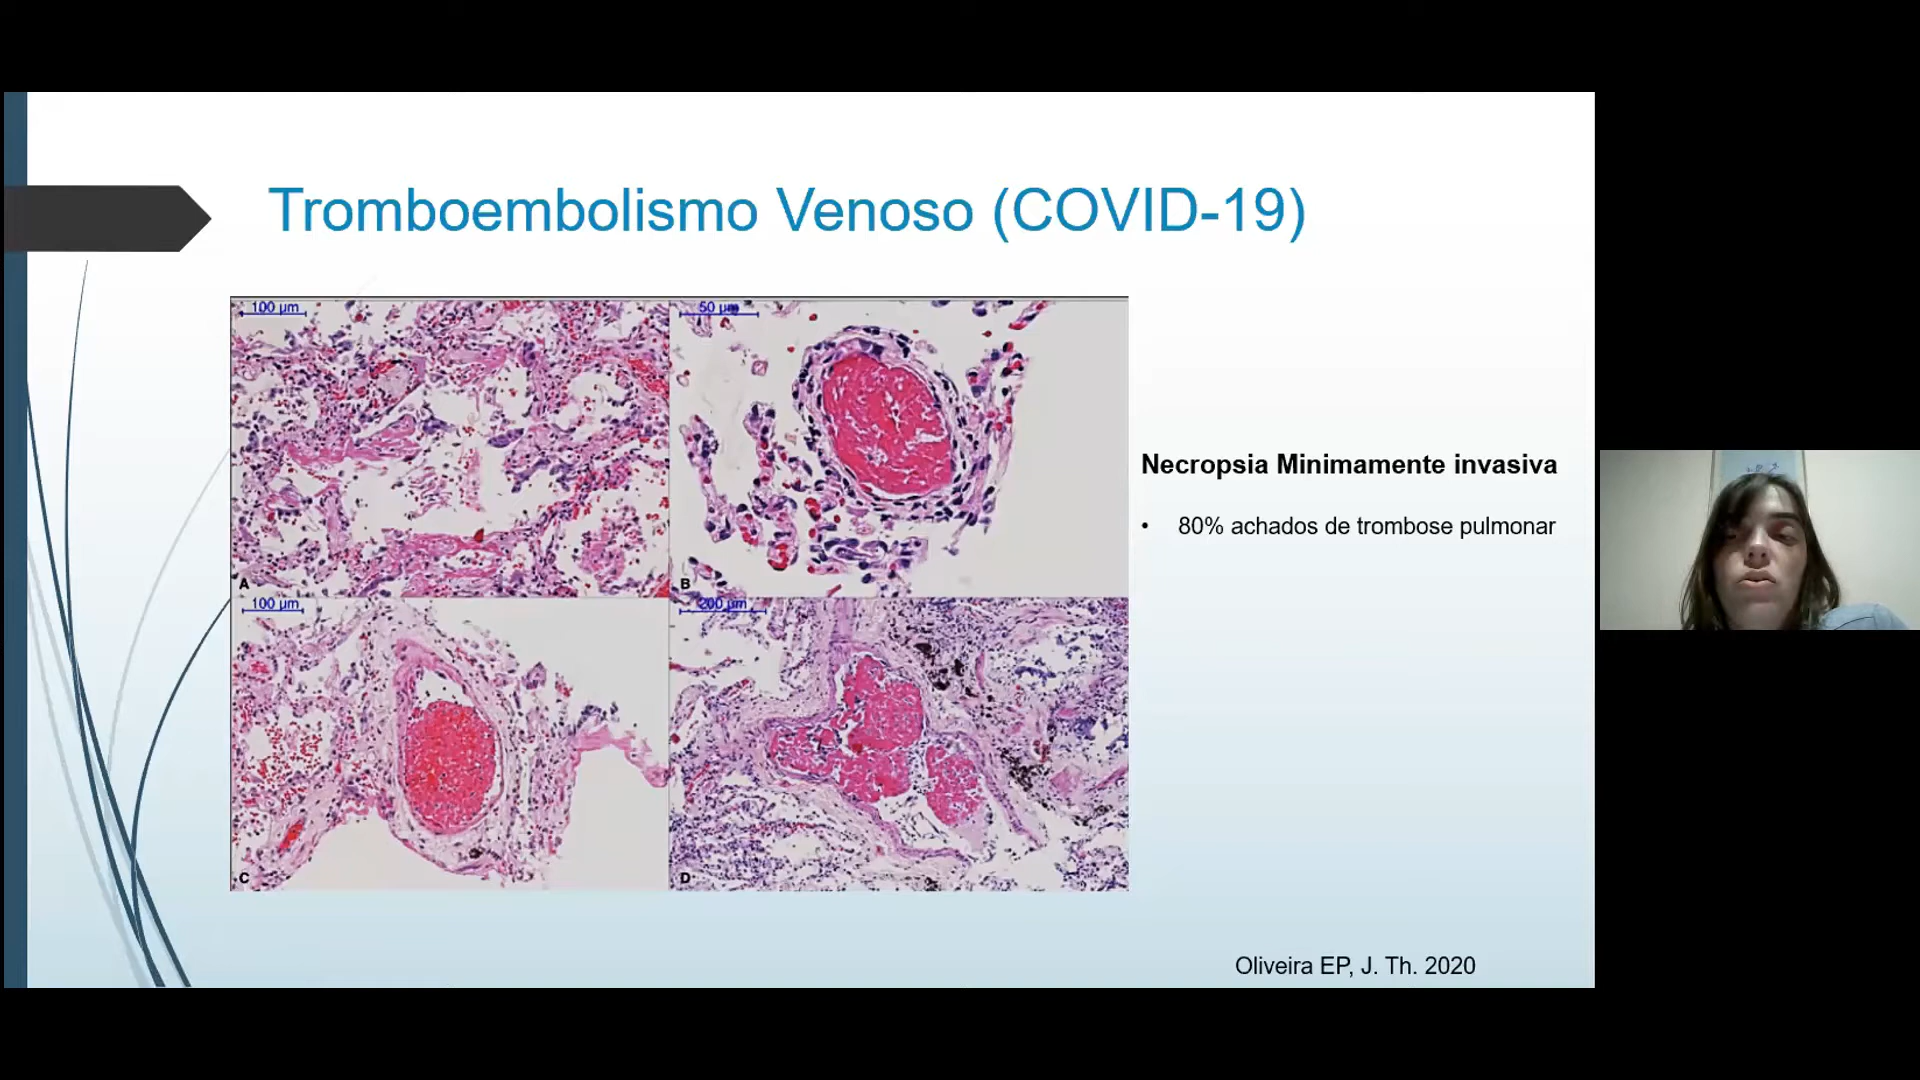 Tromboembolismo Venoso (COVID-19)
100 µm
50 µm
A
B
100 µm
200 µm
C
D
Necropsia Minimamente invasiva
• 80% achados de trombose pulmonar
Oliveira EP, J. Th. 2020